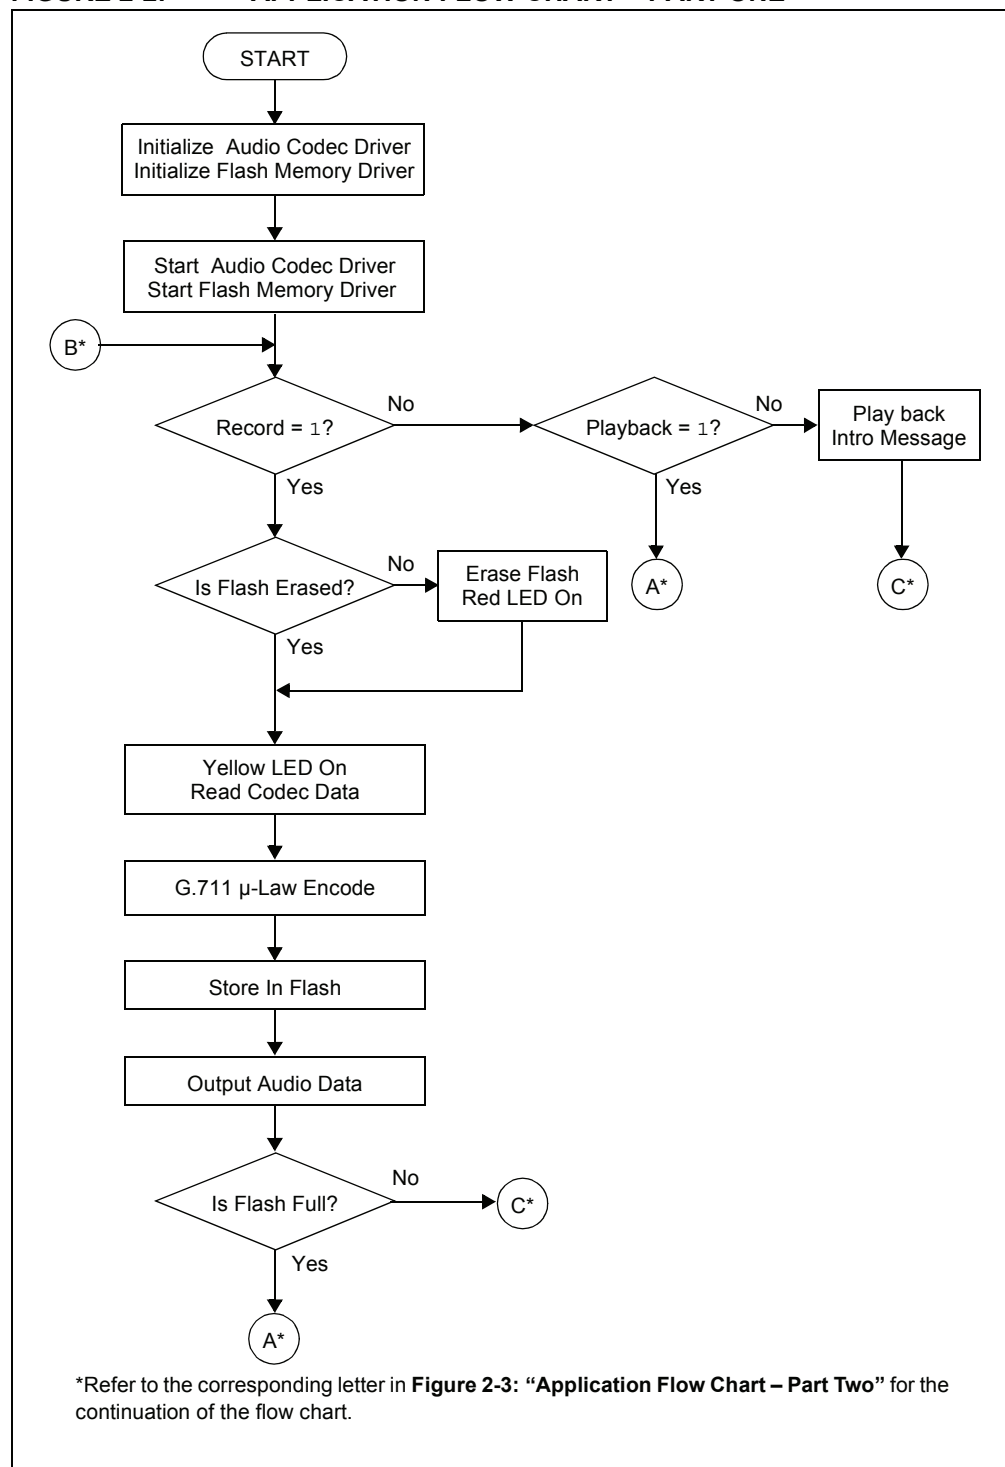 START
Initialize Audio Codec Driver
Initialize Flash Memory Driver
Start Audio Codec Driver
Start Flash Memory Driver
B*
Record = 1?
No
Playback = 1?
No
Play back
Intro Message
Yes
Yes
Is Flash Erased?
No
Erase Flash
Red LED On
A*
C*
Yes
Yellow LED On
Read Codec Data
G.711 µ-Law Encode
Store In Flash
Output Audio Data
Is Flash Full?
No
C*
Yes
A*
*Refer to the corresponding letter in Figure 2-3: “Application Flow Chart – Part Two” for the
continuation of the flow chart.